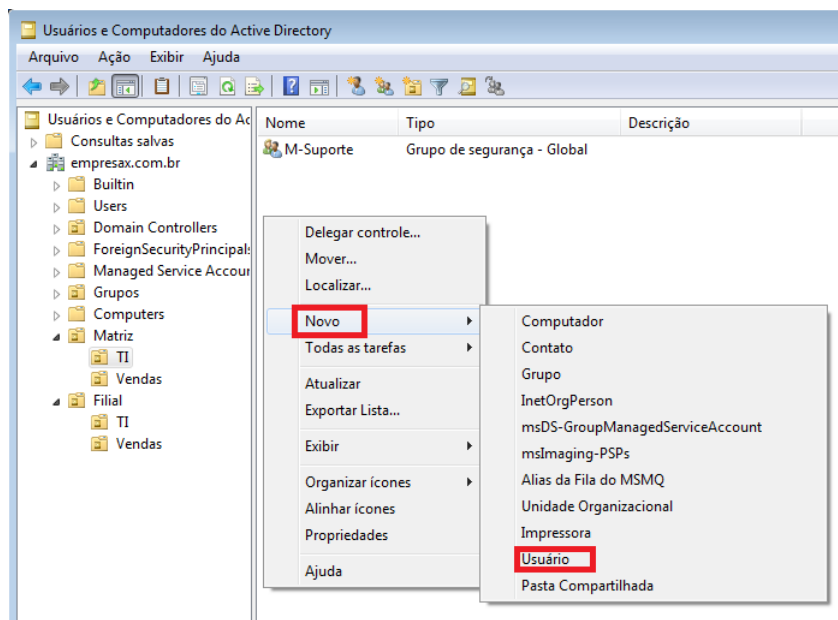 Usuários e Computadores do Active Directory
Arquivo Ação Exibir Ajuda
Usuários e Computadores do Ac
Consultas salvas
empresax.com.br
Builtin
Users
Domain Controllers
ForeignSecurityPrincipal
Managed Service Accour
Grupos
Computers
Matriz
TI
Vendas
Filial
TI
Vendas
Nome Tipo Descrição
M-Suporte Grupo de segurança - Global
Delegar controle...
Mover...
Localizar...
Novo
Todas as tarefas
Atualizar
Exportar Lista...
Exibir
Organizar ícones
Alinhar ícones
Propriedades
Ajuda
Computador
Contato
Grupo
InetOrgPerson
msDS-GroupManagedServiceAccount
msImaging-PSPs
Alias da Fila do MSMQ
Unidade Organizacional
Impressora
Usuário
Pasta Compartilhada